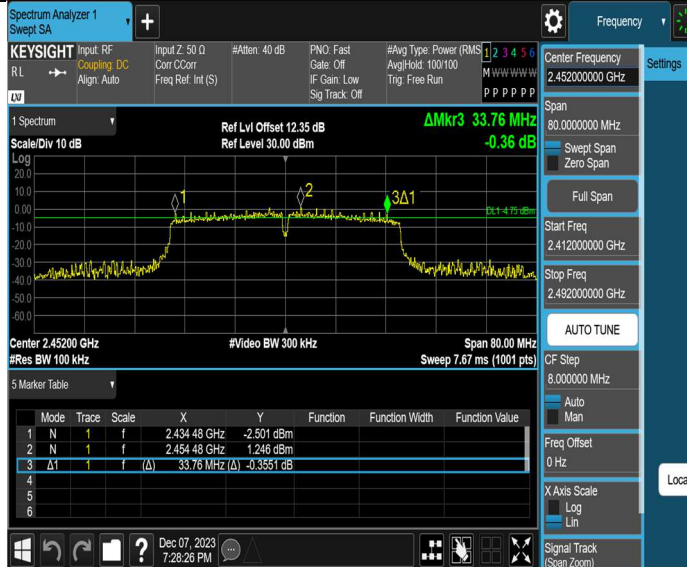 Spectrum Analyzer 1
Swept SA
+
Frequency
KEYSIGHT
RL
LXI
Input: RF
Coupling: DC
Align: Auto
Input Z: 50 Ω
Corr CCorr
Freq Ref: Int (S)
#Atten: 40 dB
PNO: Fast
Gate: Off
IF Gain: Low
Sig Track: Off
#Avg Type: Power (RMS
Avg|Hold: 100/100
Trig: Free Run
1 2 3 4 5 6
M W W W W W
P P P P P P
Center Frequency
2.452000000 GHz
Settings
1 Spectrum
Scale/Div 10 dB
Ref Lvl Offset 12.35 dB
Ref Level 30.00 dBm
ΔMkr3 33.76 MHz
-0.36 dB
Span
80.0000000 MHz
Swept Span
Zero Span
Full Span
Start Freq
2.412000000 GHz
Stop Freq
2.492000000 GHz
AUTO TUNE
CF Step
8.000000 MHz
Auto
Man
Freq Offset
0 Hz
X Axis Scale
Log
Lin
Signal Track
(Span Zoom)
Loca
Log
20.0
10.0
0.00
-10.0
-20.0
-30.0
-40.0
-50.0
-60.0
1
2
3Δ1
DL1 -4.75 dBm
Center 2.45200 GHz
#Video BW 300 kHz
Span 80.00 MHz
#Res BW 100 kHz
Sweep 7.67 ms (1001 pts)
5 Marker Table
Mode Trace Scale X Y Function Function Width Function Value
1 N 1 f 2.434 48 GHz -2.501 dBm
2 N 1 f 2.454 48 GHz 1.246 dBm
3 Δ1 1 f (Δ) 33.76 MHz (Δ) -0.3551 dB
4
5
6
?
Dec 07, 2023
7:28:26 PM